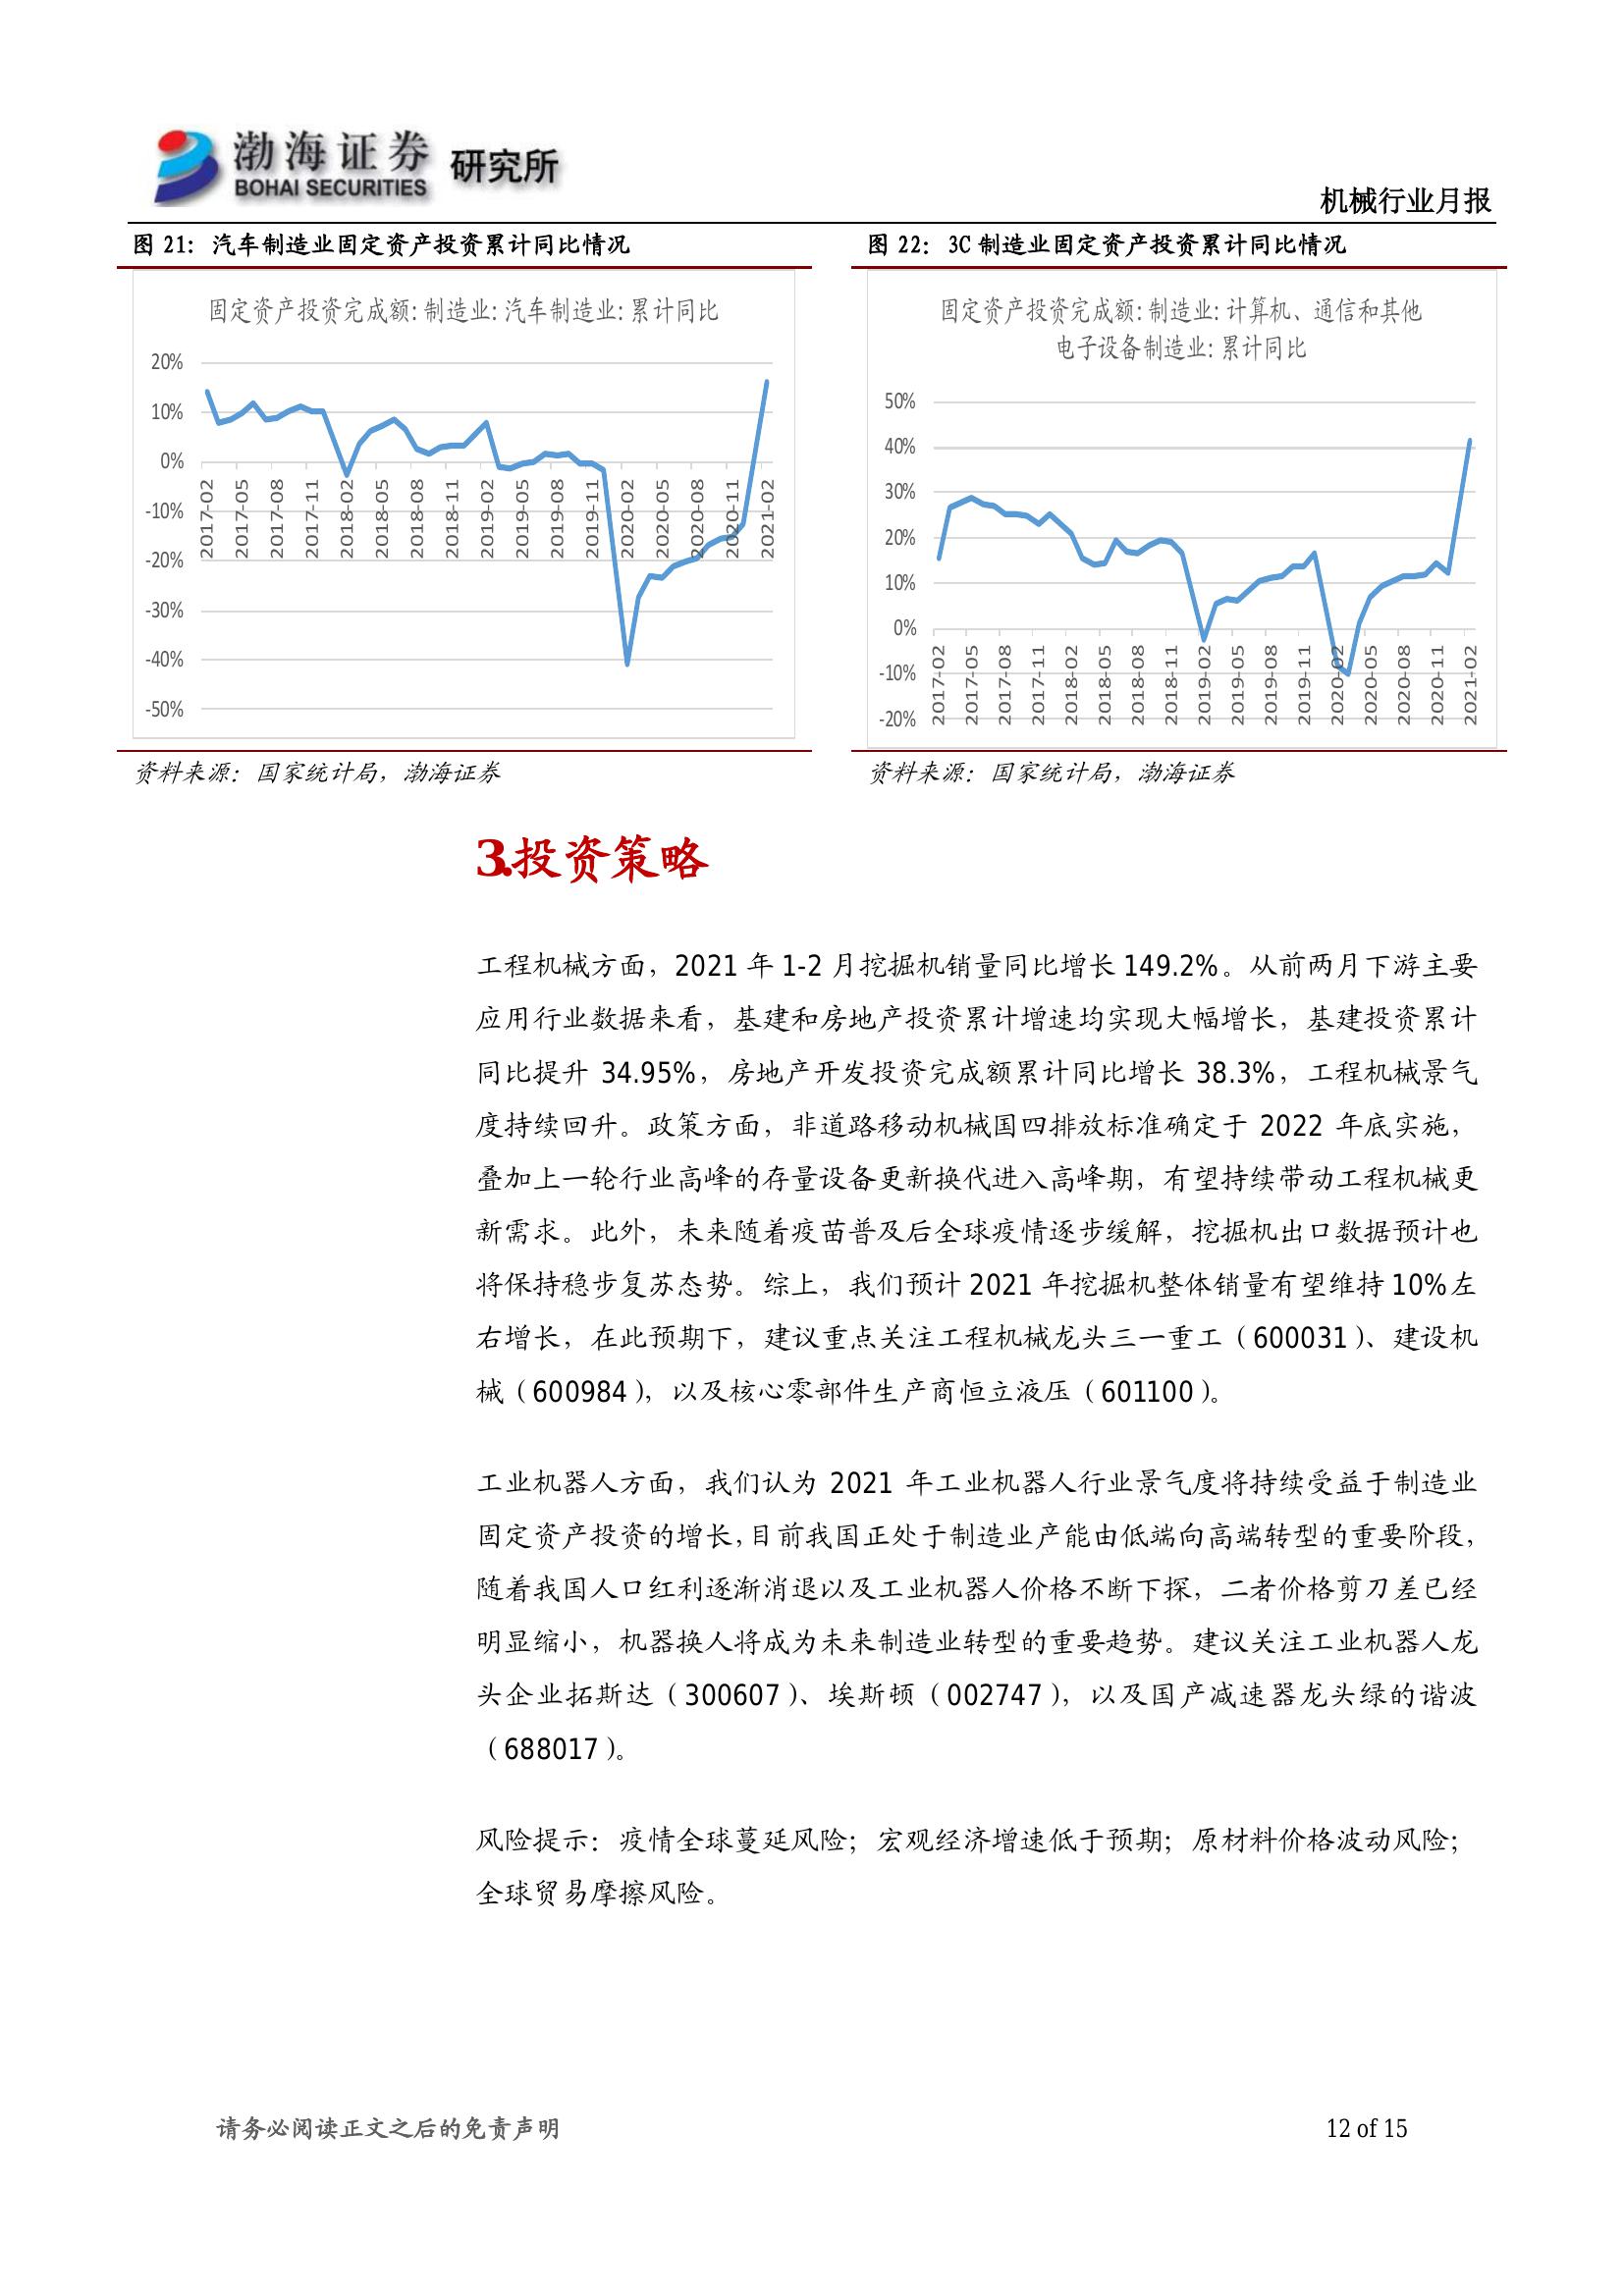 渤海证券 研究所
BOHAI SECURITIES
机械行业月报
图 21：汽车制造业固定资产投资累计同比情况
固定资产投资完成额:制造业:汽车制造业:累计同比
20%
10%
0%
-10%
-20%
-30%
-40%
-50%
2017-02
2017-05
2017-08
2017-11
2018-02
2018-05
2018-08
2018-11
2019-02
2019-05
2019-08
2019-11
2020-02
2020-05
2020-08
2020-11
2021-02
资料来源：国家统计局，渤海证券
图 22：3C 制造业固定资产投资累计同比情况
固定资产投资完成额:制造业:计算机、通信和其他
电子设备制造业:累计同比
50%
40%
30%
20%
10%
0%
-10%
-20%
2017-02
2017-05
2017-08
2017-11
2018-02
2018-05
2018-08
2018-11
2019-02
2019-05
2019-08
2019-11
2020-02
2020-05
2020-08
2020-11
2021-02
资料来源：国家统计局，渤海证券
3.投资策略
工程机械方面，2021 年 1-2 月挖掘机销量同比增长 149.2%。从前两月下游主要
应用行业数据来看，基建和房地产投资累计增速均实现大幅增长，基建投资累计
同比提升 34.95%，房地产开发投资完成额累计同比增长 38.3%，工程机械景气
度持续回升。政策方面，非道路移动机械国四排放标准确定于 2022 年底实施，
叠加上一轮行业高峰的存量设备更新换代进入高峰期，有望持续带动工程机械更
新需求。此外，未来随着疫苗普及后全球疫情逐步缓解，挖掘机出口数据预计也
将保持稳步复苏态势。综上，我们预计 2021 年挖掘机整体销量有望维持 10%左
右增长，在此预期下，建议重点关注工程机械龙头三一重工（600031）、建设机
械（600984），以及核心零部件生产商恒立液压（601100）。
工业机器人方面，我们认为 2021 年工业机器人行业景气度将持续受益于制造业
固定资产投资的增长，目前我国正处于制造业产能由低端向高端转型的重要阶段，
随着我国人口红利逐渐消退以及工业机器人价格不断下探，二者价格剪刀差已经
明显缩小，机器换人将成为未来制造业转型的重要趋势。建议关注工业机器人龙
头企业拓斯达（300607）、埃斯顿（002747），以及国产减速器龙头绿的谐波
（688017）。
风险提示：疫情全球蔓延风险；宏观经济增速低于预期；原材料价格波动风险；
全球贸易摩擦风险。
请务必阅读正文之后的免责声明
12 of 15